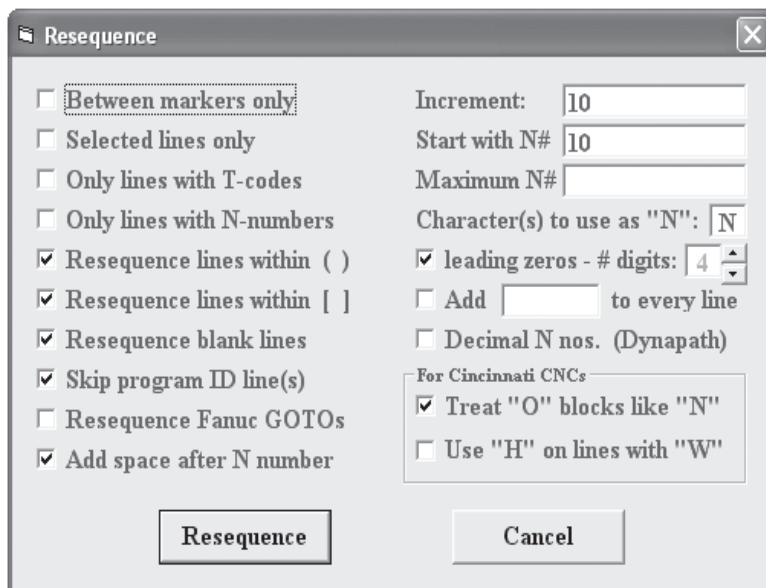 Resequence
Between markers only
Selected lines only
Only lines with T-codes
Only lines with N-numbers
Resequence lines within ( )
Resequence lines within [ ]
Resequence blank lines
Skip program ID line(s)
Resequence Fanuc GOTOs
Add space after N number
Increment: 10
Start with N# 10
Maximum N#
Character(s) to use as "N": N
leading zeros - # digits: 4
Add to every line
Decimal N nos. (Dynapath)
For Cincinnati CNCs
Treat "O" blocks like "N"
Use "H" on lines with "W"
Resequence
Cancel